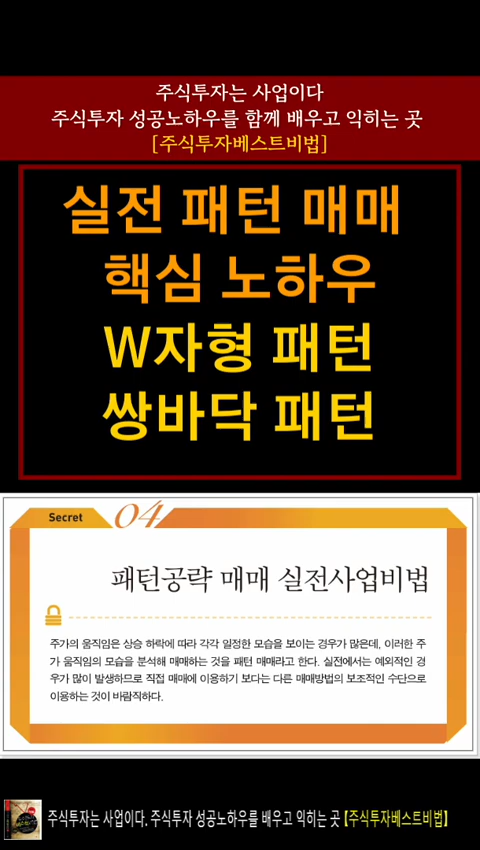 주식투자는 사업이다
주식투자 성공노하우를 함께 배우고 익히는 곳
[주식투자베스트비법]
실전 패턴 매매
핵심 노하우
W자형 패턴
쌍바닥 패턴
Secret 04
패턴공략 매매 실전사업비법
주가의 움직임은 상승 하락에 따라 각각 일정한 모습을 보이는 경우가 많은데, 이러한 주
가 움직임의 모습을 분석해 매매하는 것을 패턴 매매라고 한다. 실전에서는 예외적인 경
우가 많이 발생하므로 직접 매매에 이용하기 보다는 다른 매매방법의 보조적인 수단으로
이용하는 것이 바람직하다.
주식투자는 사업이다. 주식투자 성공노하우를 배우고 익히는 곳 [주식투자베스트비법]